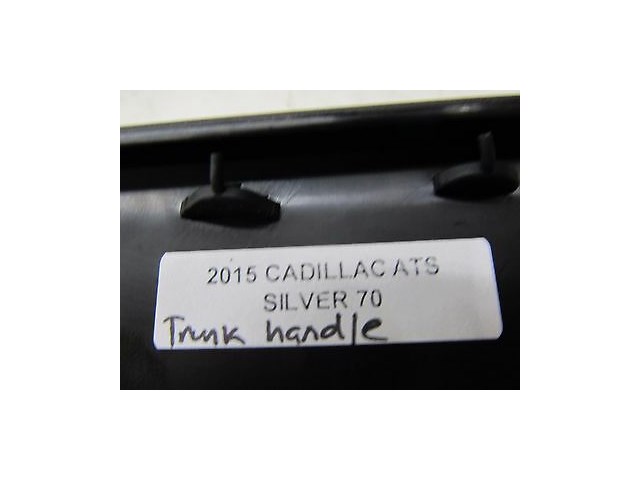 2015 CADILLAC ATS
SILVER 70
Trunk handle